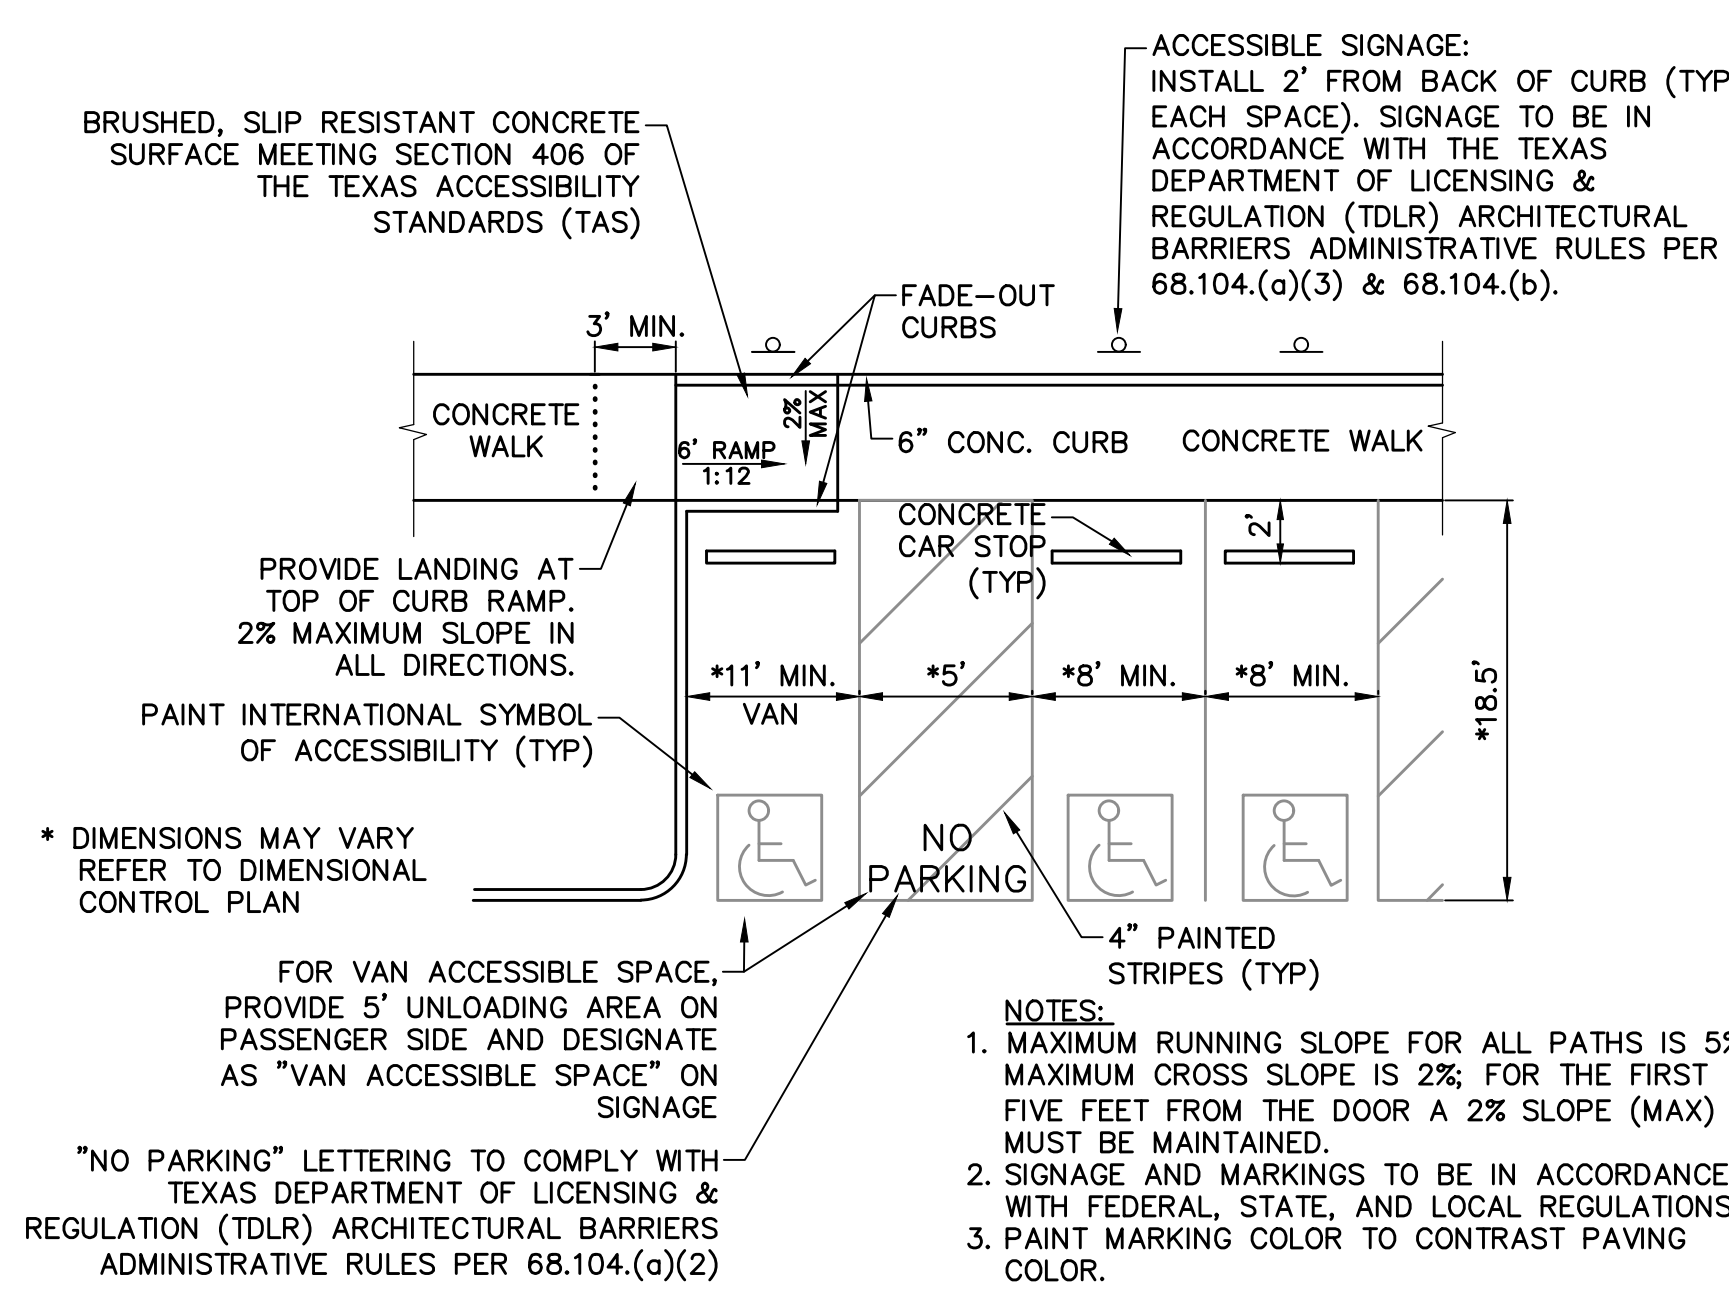 ACCESSIBLE SIGNAGE:
INSTALL 2' FROM BACK OF CURB (TYP
EACH SPACE). SIGNAGE TO BE IN
ACCORDANCE WITH THE TEXAS
DEPARTMENT OF LICENSING &
REGULATION (TDLR) ARCHITECTURAL
BARRIERS ADMINISTRATIVE RULES PER
68.104.(a)(3) & 68.104.(b).
BRUSHED, SLIP RESISTANT CONCRETE
SURFACE MEETING SECTION 406 OF
THE TEXAS ACCESSIBILITY
STANDARDS (TAS)
FADE-OUT
CURBS
3' MIN.
CONCRETE
WALK
2%
MAX
6' RAMP
1:12
6" CONC. CURB
CONCRETE WALK
CONCRETE
CAR STOP
(TYP)
2'
PROVIDE LANDING AT
TOP OF CURB RAMP.
2% MAXIMUM SLOPE IN
ALL DIRECTIONS.
*11' MIN.
VAN
*5'
*8' MIN.
*8' MIN.
*18.5'
PAINT INTERNATIONAL SYMBOL
OF ACCESSIBILITY (TYP)
* DIMENSIONS MAY VARY
REFER TO DIMENSIONAL
CONTROL PLAN
NO
PARKING
4" PAINTED
STRIPES (TYP)
FOR VAN ACCESSIBLE SPACE,
PROVIDE 5' UNLOADING AREA ON
PASSENGER SIDE AND DESIGNATE
AS "VAN ACCESSIBLE SPACE" ON
SIGNAGE
"NO PARKING" LETTERING TO COMPLY WITH
TEXAS DEPARTMENT OF LICENSING &
REGULATION (TDLR) ARCHITECTURAL BARRIERS
ADMINISTRATIVE RULES PER 68.104.(a)(2)
NOTES:
1. MAXIMUM RUNNING SLOPE FOR ALL PATHS IS 5%
MAXIMUM CROSS SLOPE IS 2%; FOR THE FIRST
FIVE FEET FROM THE DOOR A 2% SLOPE (MAX)
MUST BE MAINTAINED.
2. SIGNAGE AND MARKINGS TO BE IN ACCORDANCE
WITH FEDERAL, STATE, AND LOCAL REGULATIONS
3. PAINT MARKING COLOR TO CONTRAST PAVING
COLOR.